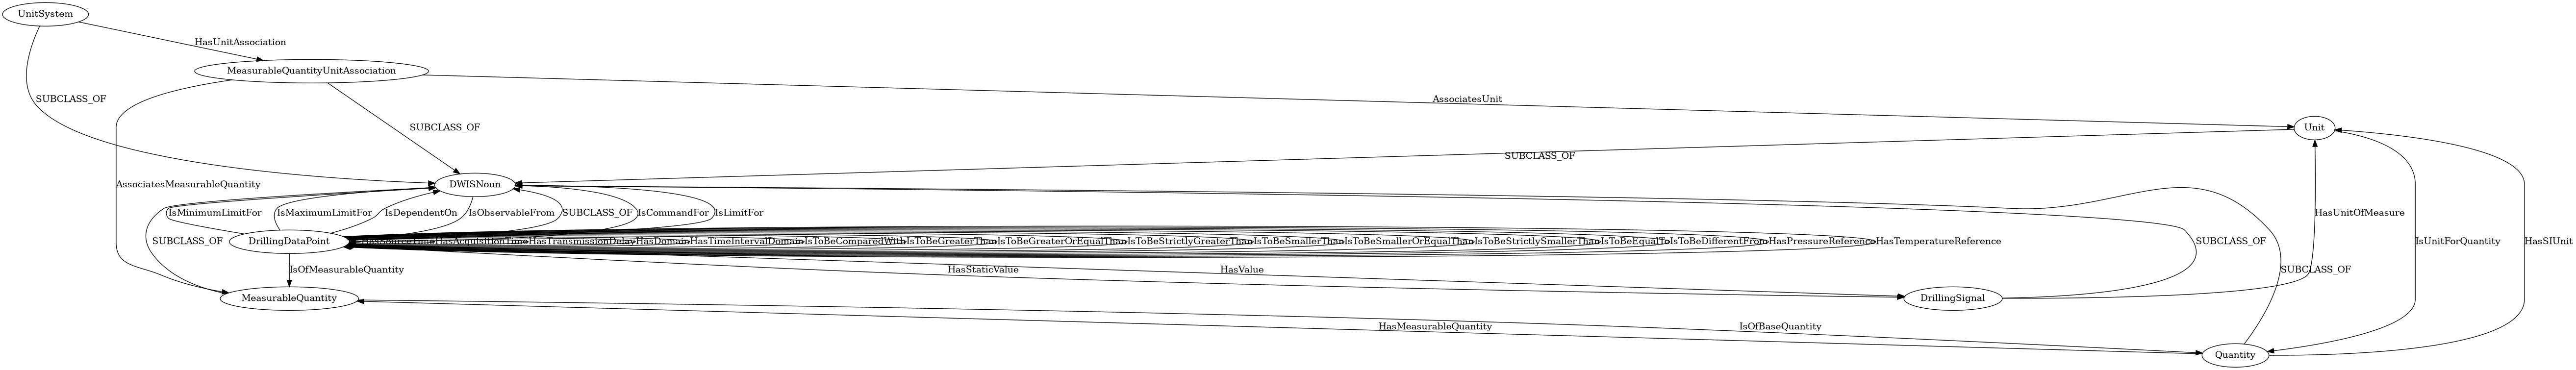 UnitSystem
HasUnitAssociation
MeasurableQuantityUnitAssociation
SUBCLASS_OF
AssociatesUnit
SUBCLASS_OF
Unit
SUBCLASS_OF
DWISNoun
AssociatesMeasurableQuantity
IsMinimumLimitFor
IsMaximumLimitFor
IsDependentOn
IsObservableFrom
SUBCLASS_OF
IsCommandFor
IsLimitFor
HasUnitOfMeasure
SUBCLASS_OF
DrillingDataPoint
HasSourceTime
HasAcquisitionTime
HasTransmissionDelay
HasDomain
HasTimeIntervalDomain
IsToBeComparedWith
IsToBeGreaterThan
IsToBeGreaterOrEqualThan
IsToBeStrictlyGreaterThan
IsToBeSmallerThan
IsToBeSmallerOrEqualThan
IsToBeStrictlySmallerThan
IsToBeEqualTo
IsToBeDifferentFrom
HasPressureReference
HasTemperatureReference
SUBCLASS_OF
IsUnitForQuantity
HasSIUnit
IsOfMeasurableQuantity
HasStaticValue
HasValue
SUBCLASS_OF
MeasurableQuantity
DrillingSignal
HasMeasurableQuantity
IsOfBaseQuantity
Quantity